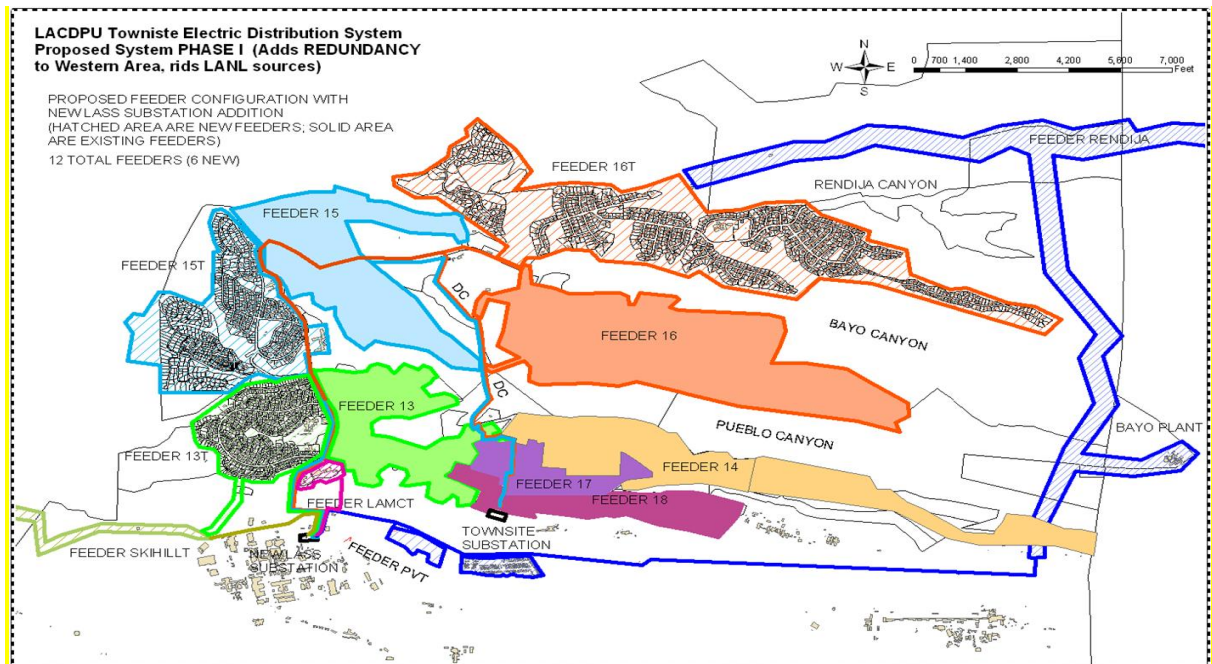 LACDPU Towniste Electric Distribution System
Proposed System PHASE I (Adds REDUNDANCY
to Western Area, rids LANL sources)
PROPOSED FEEDER CONFIGURATION WITH
NEW LASS SUBSTATION ADDITION
(HATCHED AREA ARE NEW FEEDERS; SOLID AREA
ARE EXISTING FEEDERS)
12 TOTAL FEEDERS (6 NEW)
N
W E
S
0 700 1,400 2,800 4,200 5,600 7,000
Feet
FEEDER RENDIJA
FEEDER 16T
RENDIJA CANYON
FEEDER 15
FEEDER 15T
DC
BAYO CANYON
FEEDER 16
DC
FEEDER 13
PUEBLO CANYON
BAYO PLANT
FEEDER 13T
FEEDER 14
FEEDER 17
FEEDER 18
FEEDER LAMCT
TOWNSITE
SUBSTATION
FEEDER SKIHILLT
NEW LASS
SUBSTATION
FEEDER PVT